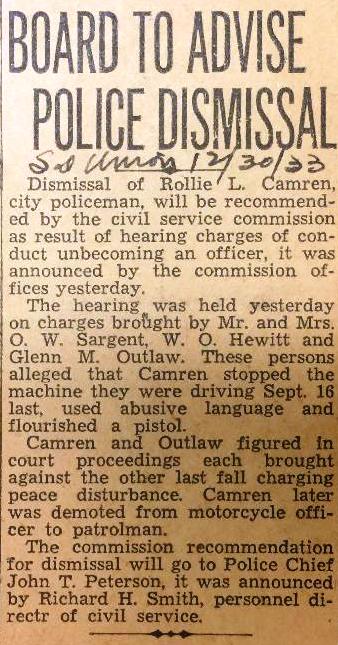 BOARD TO ADVISE
POLICE DISMISSAL
S.D. Union 12/30/33
Dismissal of Rollie L. Camren,
city policeman, will be recommend-
ed by the civil service commission
as result of hearing charges of con-
duct unbecoming an officer, it was
announced by the commission of-
fices yesterday.
The hearing was held yesterday
on charges brought by Mr. and Mrs.
O. W. Sargent, W. O. Hewitt and
Glenn M. Outlaw. These persons
alleged that Camren stopped the
machine they were driving Sept. 16
last, used abusive language and
flourished a pistol.
Camren and Outlaw figured in
court proceedings each brought
against the other last fall charging
peace disturbance. Camren later
was demoted from motorcycle offi-
cer to patrolman.
The commission recommendation
for dismissal will go to Police Chief
John T. Peterson, it was announced
by Richard H. Smith, personnel di-
rectr of civil service.